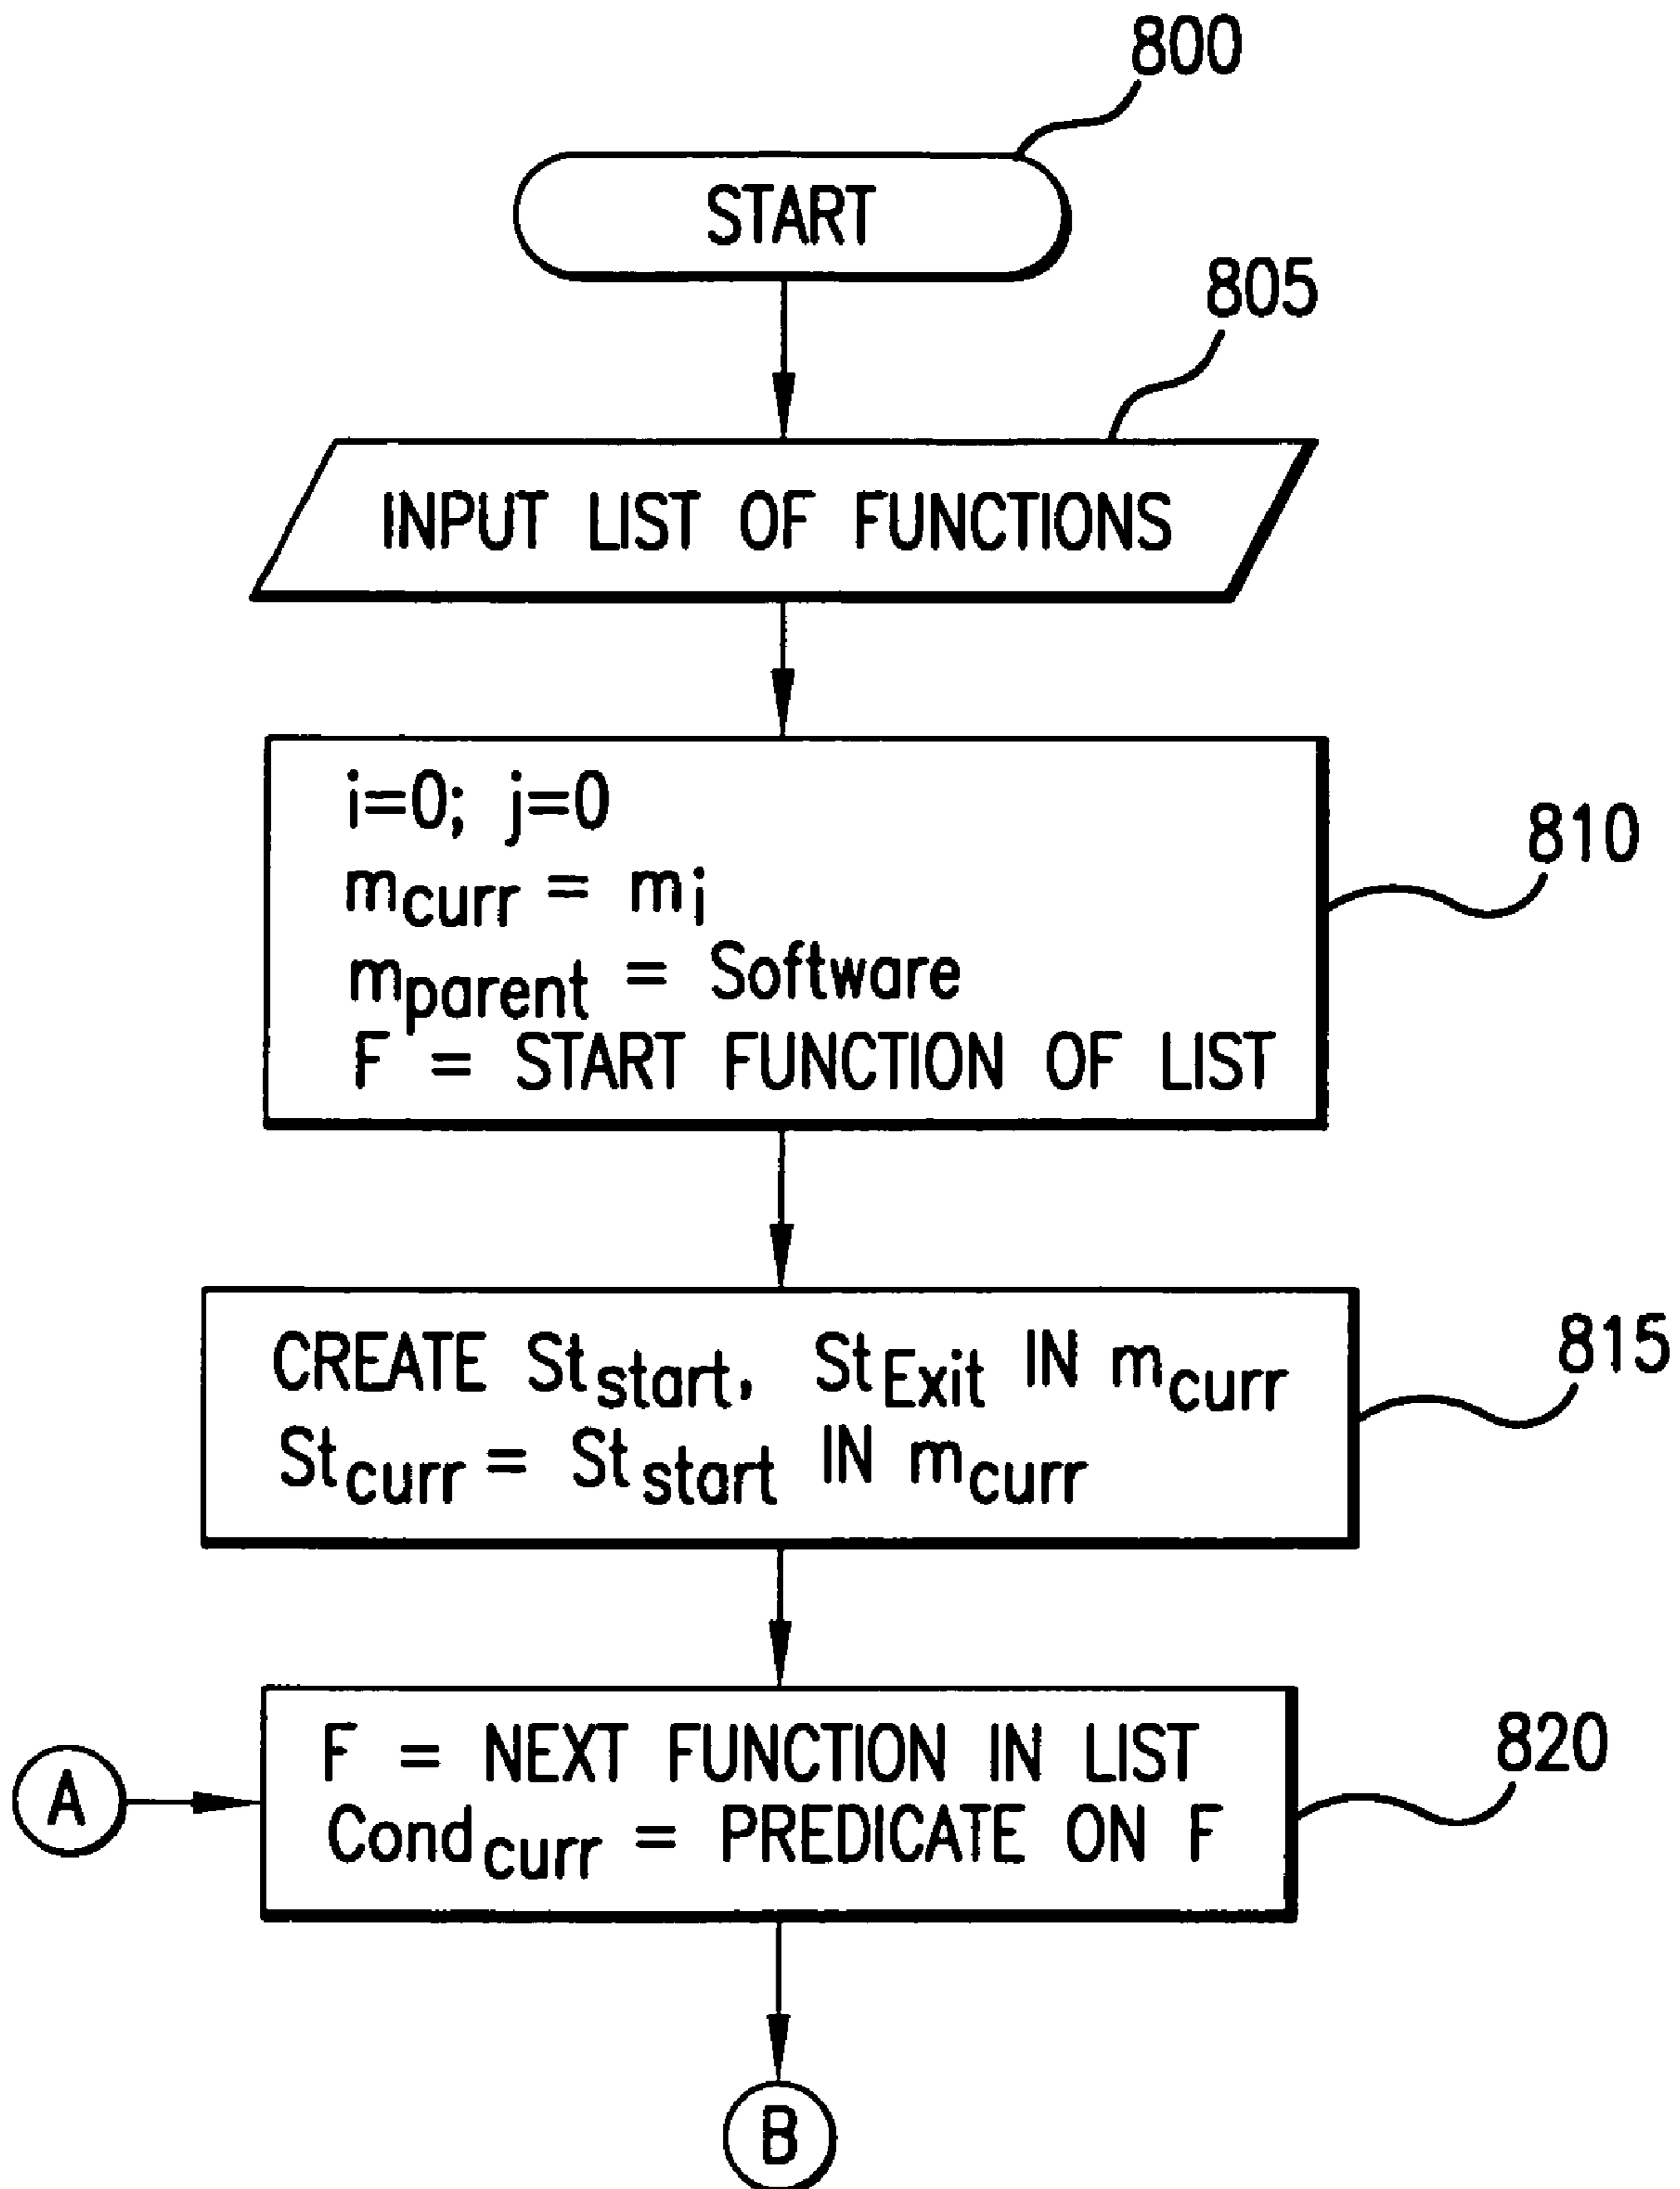 800
START
805
INPUT LIST OF FUNCTIONS
810
i=0; j=0
mcurr = mi
mparent = Software
F = START FUNCTION OF LIST
815
CREATE Ststart, StExit IN mcurr
Stcurr = Ststart IN mcurr
820
F = NEXT FUNCTION IN LIST
Condcurr = PREDICATE ON F
A
B